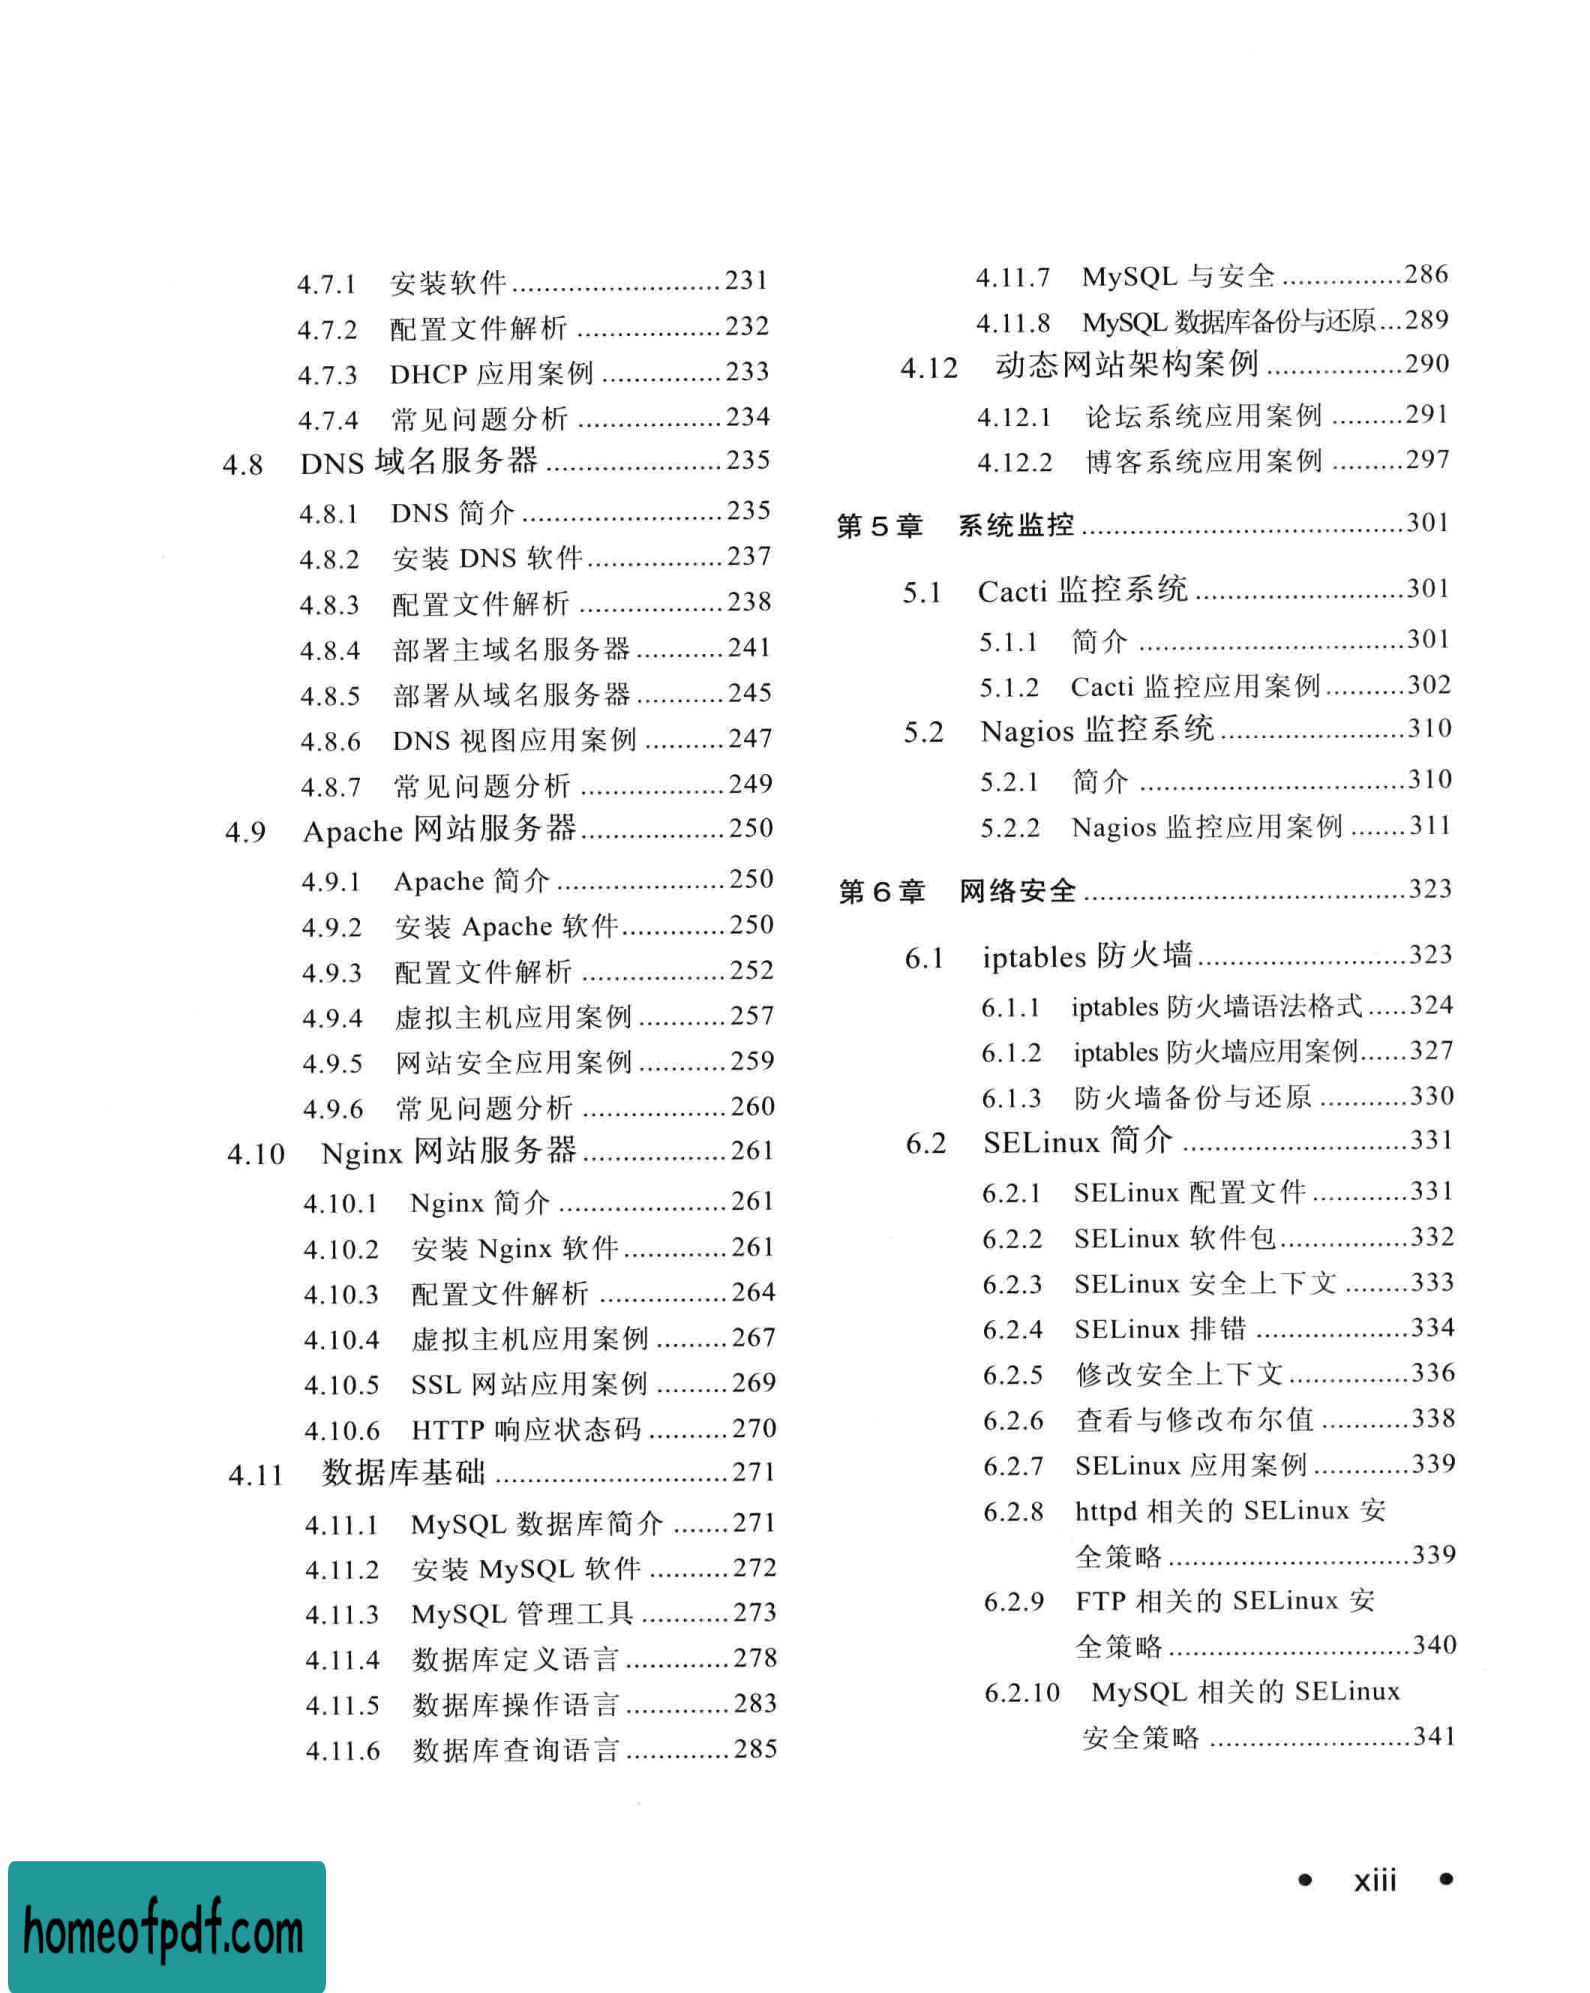 4.7.1 安装软件..........................231
4.7.2 配置文件解析..................232
4.7.3 DHCP 应用案例...............233
4.7.4 常见问题分析..................234
4.8 DNS 域名服务器......................235
4.8.1 DNS 简介.........................235
4.8.2 安装 DNS 软件.................237
4.8.3 配置文件解析..................238
4.8.4 部署主域名服务器...........241
4.8.5 部署从域名服务器...........245
4.8.6 DNS 视图应用案例..........247
4.8.7 常见问题分析..................249
4.9 Apache 网站服务器..................250
4.9.1 Apache 简介.....................250
4.9.2 安装 Apache 软件.............250
4.9.3 配置文件解析..................252
4.9.4 虚拟主机应用案例...........257
4.9.5 网站安全应用案例...........259
4.9.6 常见问题分析..................260
4.10 Nginx 网站服务器..................261
4.10.1 Nginx 简介.....................261
4.10.2 安装 Nginx 软件.............261
4.10.3 配置文件解析................264
4.10.4 虚拟主机应用案例.........267
4.10.5 SSL 网站应用案例.........269
4.10.6 HTTP 响应状态码..........270
4.11 数据库基础.............................271
4.11.1 MySQL 数据库简介.......271
4.11.2 安装 MySQL 软件..........272
4.11.3 MySQL 管理工具...........273
4.11.4 数据库定义语言.............278
4.11.5 数据库操作语言.............283
4.11.6 数据库查询语言.............285
4.11.7 MySQL 与安全...............286
4.11.8 MySQL 数据库备份与还原...289
4.12 动态网站架构案例.................290
4.12.1 论坛系统应用案例.........291
4.12.2 博客系统应用案例.........297
第 5 章 系统监控.......................................301
5.1 Cacti 监控系统..........................301
5.1.1 简介.................................301
5.1.2 Cacti 监控应用案例..........302
5.2 Nagios 监控系统.......................310
5.2.1 简介.................................310
5.2.2 Nagios 监控应用案例.......311
第 6 章 网络安全.......................................323
6.1 iptables 防火墙..........................323
6.1.1 iptables 防火墙语法格式.....324
6.1.2 iptables 防火墙应用案例......327
6.1.3 防火墙备份与还原...........330
6.2 SELinux 简介............................331
6.2.1 SELinux 配置文件............331
6.2.2 SELinux 软件包................332
6.2.3 SELinux 安全上下文........333
6.2.4 SELinux 排错...................334
6.2.5 修改安全上下文...............336
6.2.6 查看与修改布尔值...........338
6.2.7 SELinux 应用案例............339
6.2.8 httpd 相关的 SELinux 安
全策略..............................339
6.2.9 FTP 相关的 SELinux 安
全策略..............................340
6.2.10 MySQL 相关的 SELinux
安全策略.........................341
• xiii •
homeofpdf.com